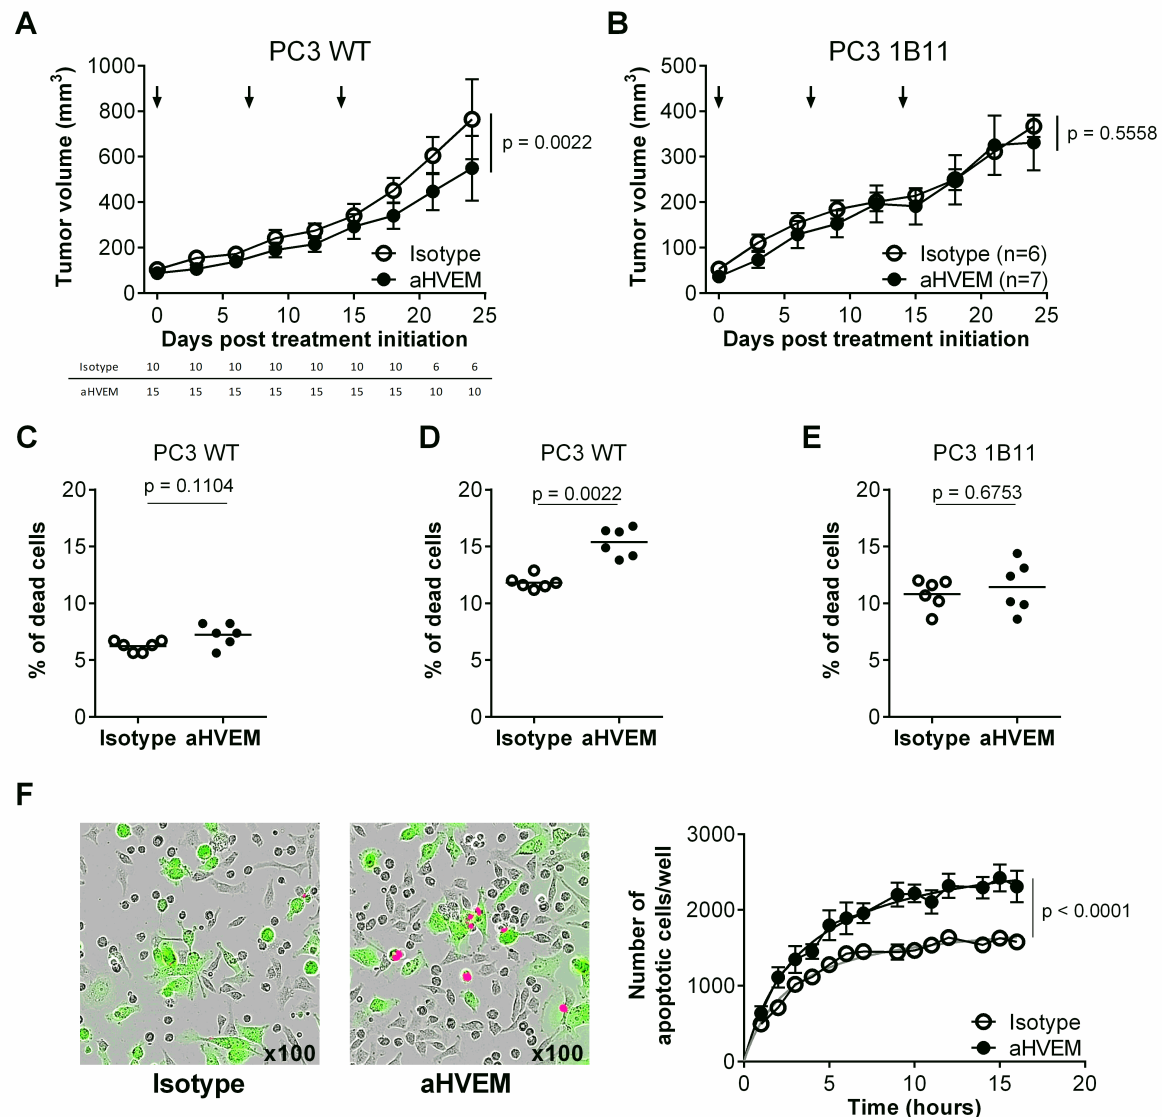 A
PC3 WT
Tumor volume (mm3)
1000
800
600
400
200
0
p = 0.0022
Isotype
aHVEM
0 5 10 15 20 25
Days post treatment initiation
Isotype 10 10 10 10 10 10 10 6 6
aHVEM 15 15 15 15 15 15 15 10 10
B
PC3 1B11
Tumor volume (mm3)
500
400
300
200
100
0
p = 0.5558
Isotype (n=6)
aHVEM (n=7)
0 5 10 15 20 25
Days post treatment initiation
C
PC3 WT
p = 0.1104
% of dead cells
20
15
10
5
0
Isotype aHVEM
D
PC3 WT
p = 0.0022
% of dead cells
20
15
10
5
0
Isotype aHVEM
E
PC3 1B11
p = 0.6753
% of dead cells
20
15
10
5
0
Isotype aHVEM
F
x100
Isotype
x100
aHVEM
Number of
apoptotic cells/well
3000
2000
1000
0
p < 0.0001
Isotype
aHVEM
0 5 10 15 20
Time (hours)